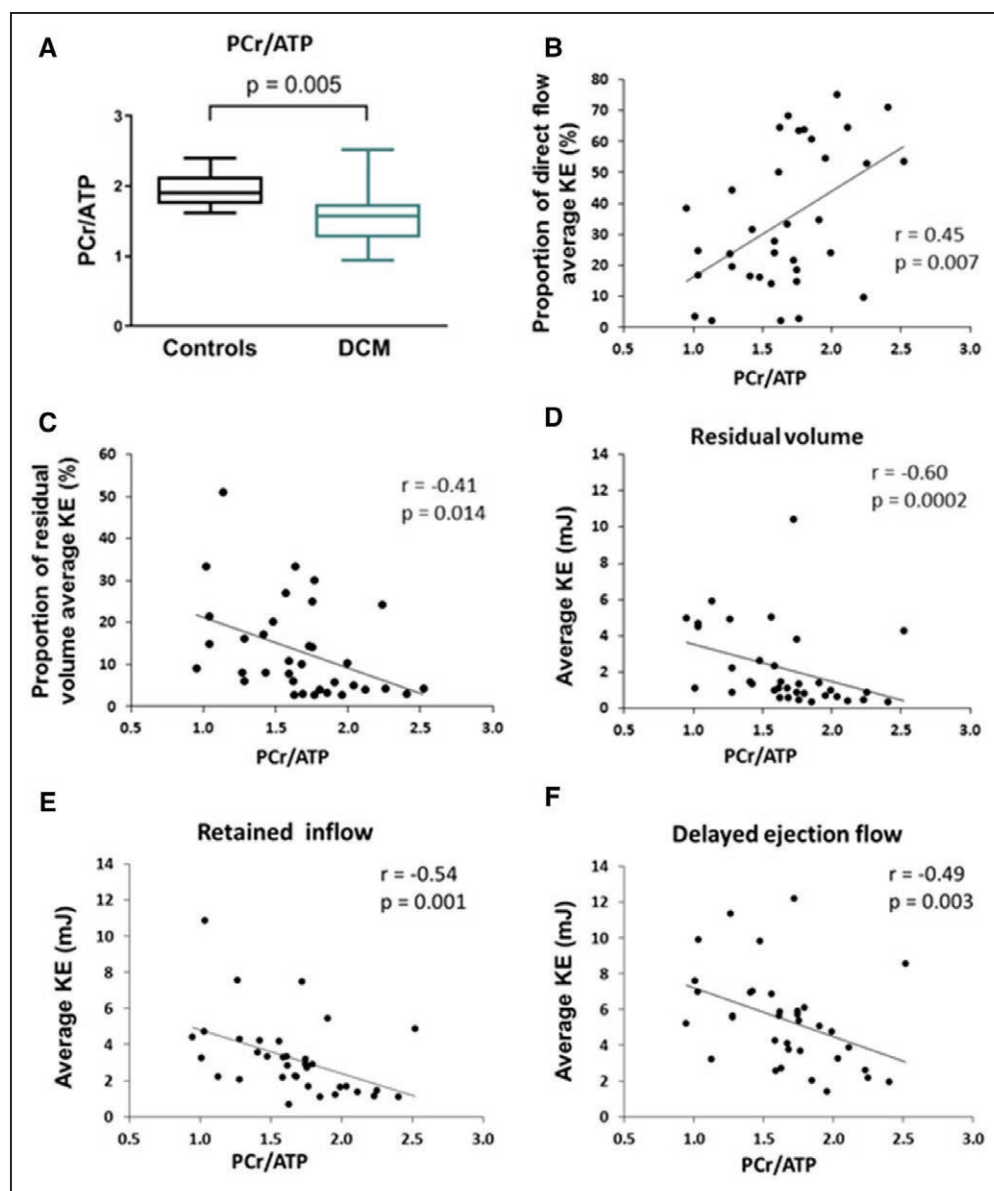 A
PCr/ATP
p = 0.005
PCr/ATP
3
2
1
0
Controls DCM
B
Proportion of direct flow
average KE (%)
80
70
60
50
40
30
20
10
0
r = 0.45
p = 0.007
0.5 1.0 1.5 2.0 2.5 3.0
PCr/ATP
C
Proportion of residual
volume average KE (%)
60
50
40
30
20
10
0
r = -0.41
p = 0.014
0.5 1.0 1.5 2.0 2.5 3.0
PCr/ATP
D
Residual volume
Average KE (mJ)
14
12
10
8
6
4
2
0
r = -0.60
p = 0.0002
0.5 1.0 1.5 2.0 2.5 3.0
PCr/ATP
E
Retained inflow
Average KE (mJ)
14
12
10
8
6
4
2
0
r = -0.54
p = 0.001
0.5 1.0 1.5 2.0 2.5 3.0
PCr/ATP
F
Delayed ejection flow
Average KE (mJ)
14
12
10
8
6
4
2
0
r = -0.49
p = 0.003
0.5 1.0 1.5 2.0 2.5 3.0
PCr/ATP